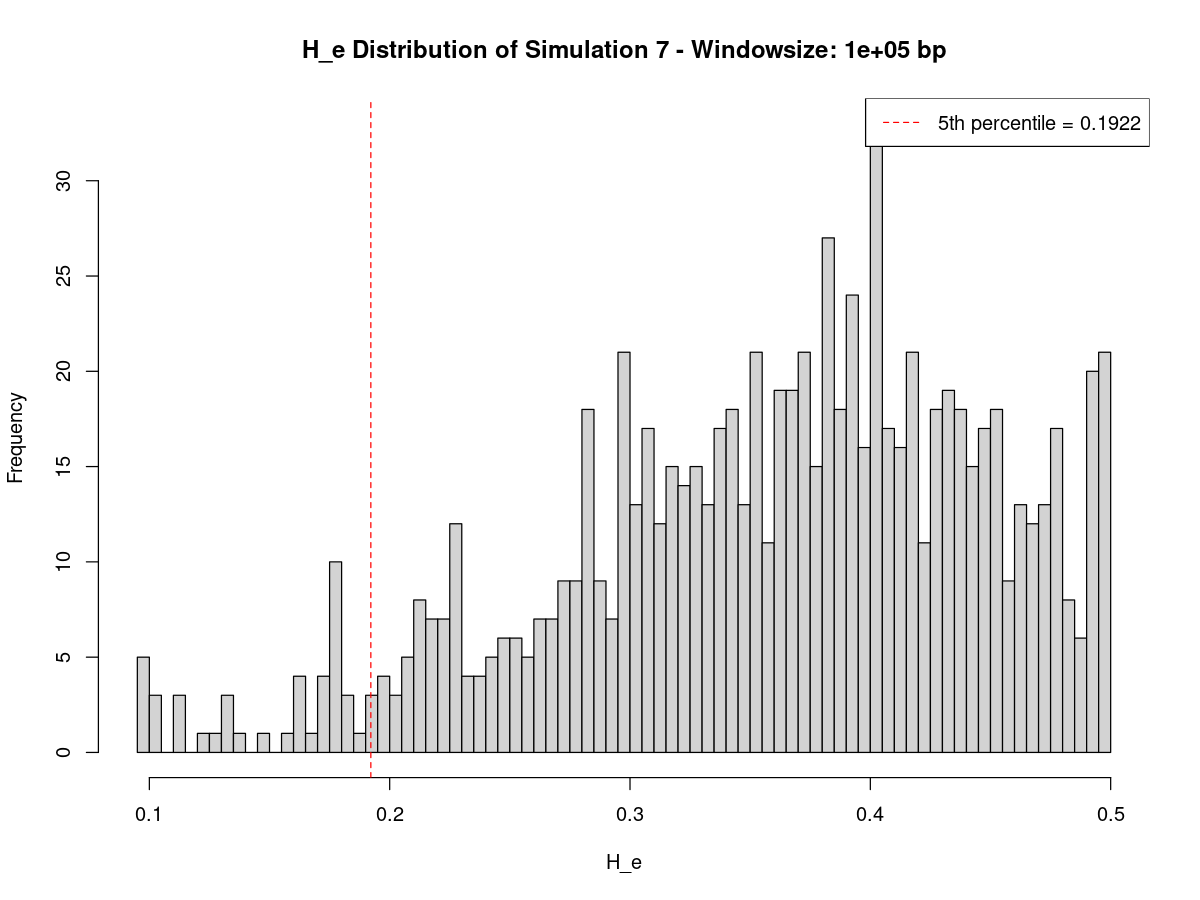 H_e Distribution of Simulation 7 - Windowsize: 1e+05 bp
5th percentile = 0.1922
Frequency
30
25
20
15
10
5
0
0.1 0.2 0.3 0.4 0.5
H_e